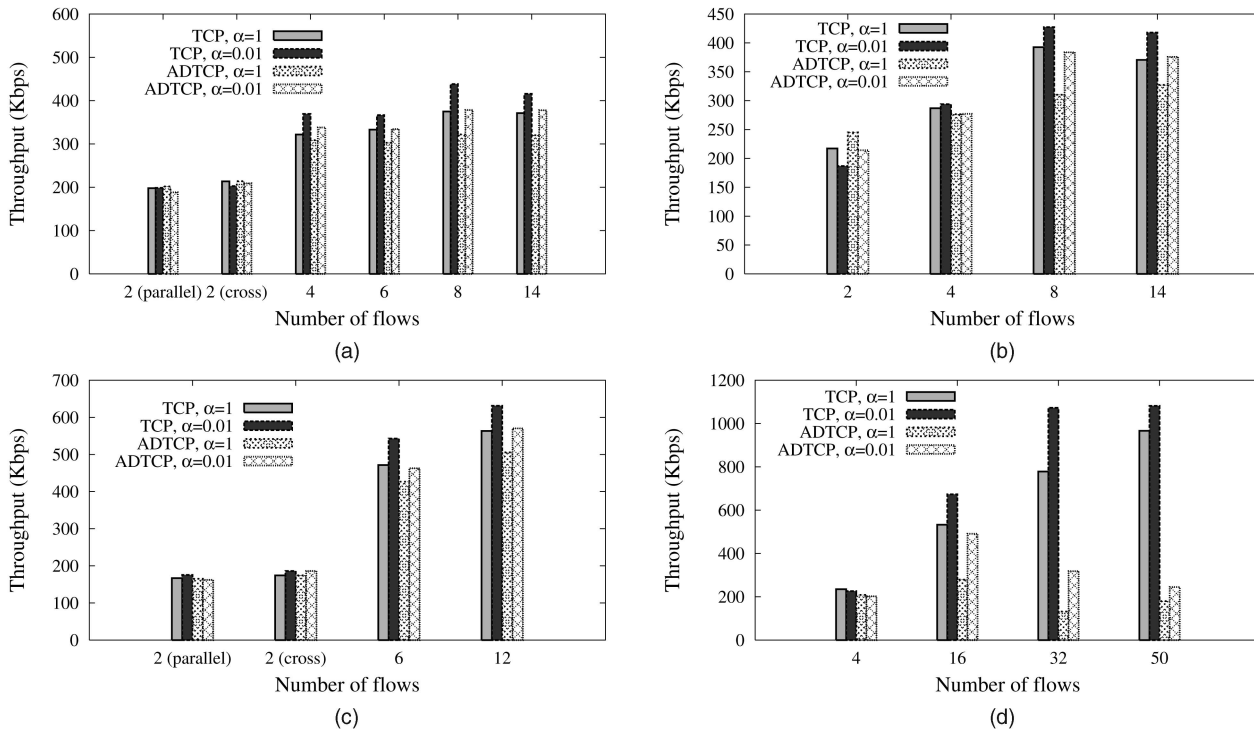 600
500
400
300
200
100
0
Throughput (Kbps)
TCP, α=1
TCP, α=0.01
ADTCP, α=1
ADTCP, α=0.01
2 (parallel) 2 (cross) 4 6 8 14
Number of flows
(a)
450
400
350
300
250
200
150
100
50
0
Throughput (Kbps)
TCP, α=1
TCP, α=0.01
ADTCP, α=1
ADTCP, α=0.01
2 4 8 14
Number of flows
(b)
700
600
500
400
300
200
100
0
Throughput (Kbps)
TCP, α=1
TCP, α=0.01
ADTCP, α=1
ADTCP, α=0.01
2 (parallel) 2 (cross) 6 12
Number of flows
(c)
1200
1000
800
600
400
200
0
Throughput (Kbps)
TCP, α=1
TCP, α=0.01
ADTCP, α=1
ADTCP, α=0.01
4 16 32 50
Number of flows
(d)